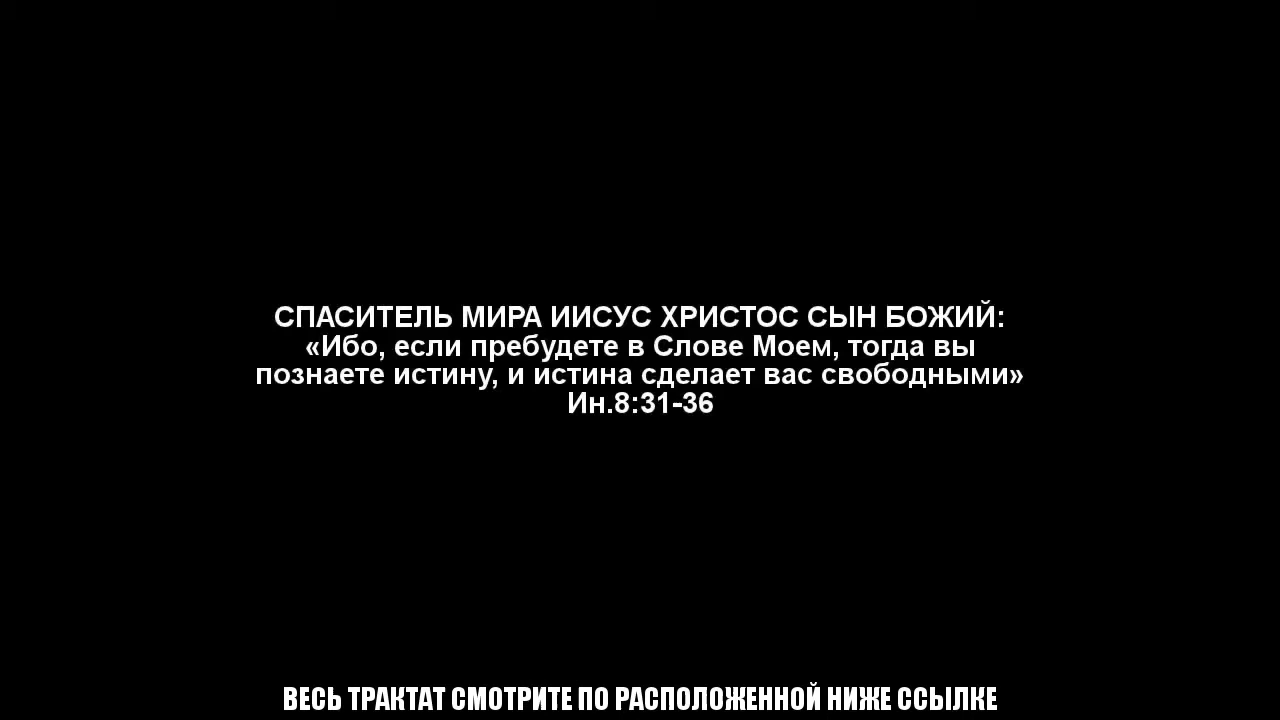 СПАСИТЕЛЬ МИРА ИИСУС ХРИСТОС СЫН БОЖИЙ:
«Ибо, если пребудете в Слове Моем, тогда вы
познаете истину, и истина сделает вас свободными»
Ин.8:31-36
ВЕСЬ ТРАКТАТ СМОТРИТЕ ПО РАСПОЛОЖЕННОЙ НИЖЕ ССЫЛКЕ